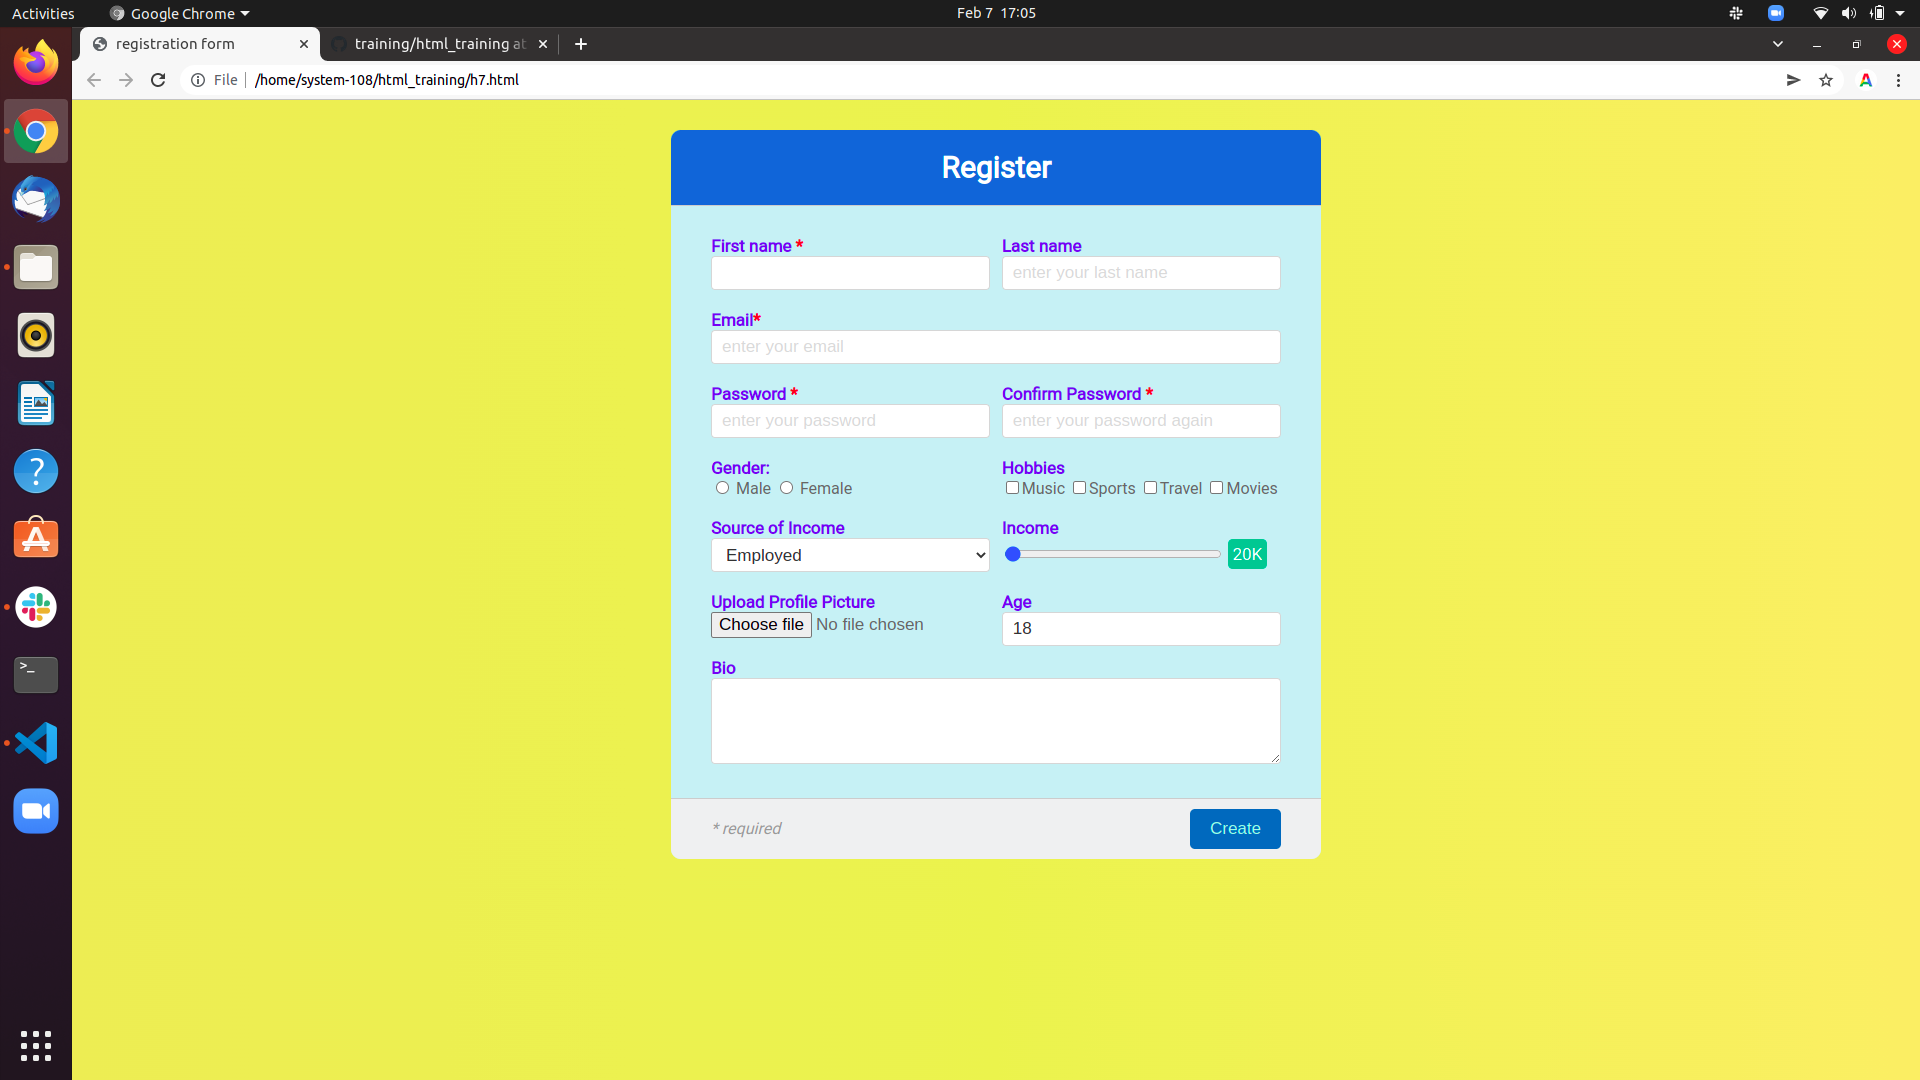 Activities Google Chrome Feb 7 17:05
registration form training/html_training at
File /home/system-108/html_training/h7.html
Register
First name * Last name
enter your last name
Email*
enter your email
Password * Confirm Password *
enter your password enter your password again
Gender: Hobbies
Male Female Music Sports Travel Movies
Source of Income Income
Employed 20K
Upload Profile Picture Age
Choose file No file chosen 18
Bio
* required Create